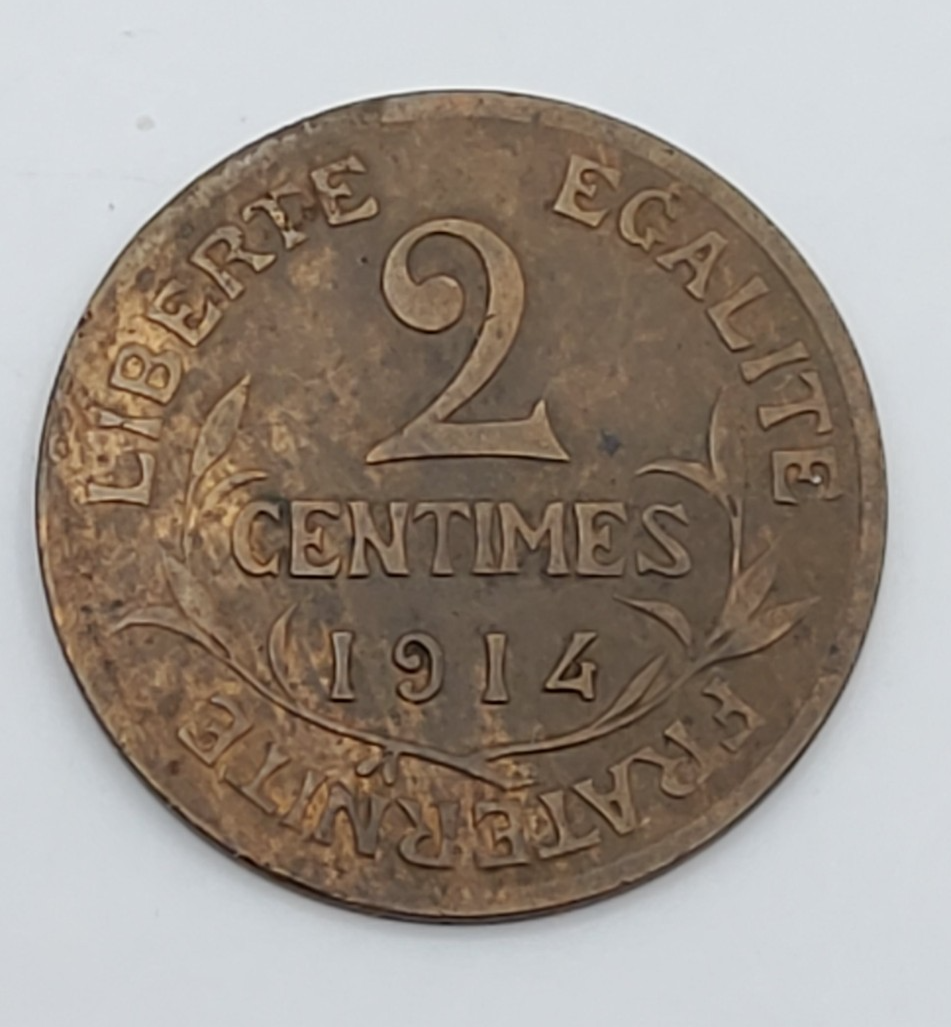 LIBERTE EGALITE FRATERNITE
2
CENTIMES
1914